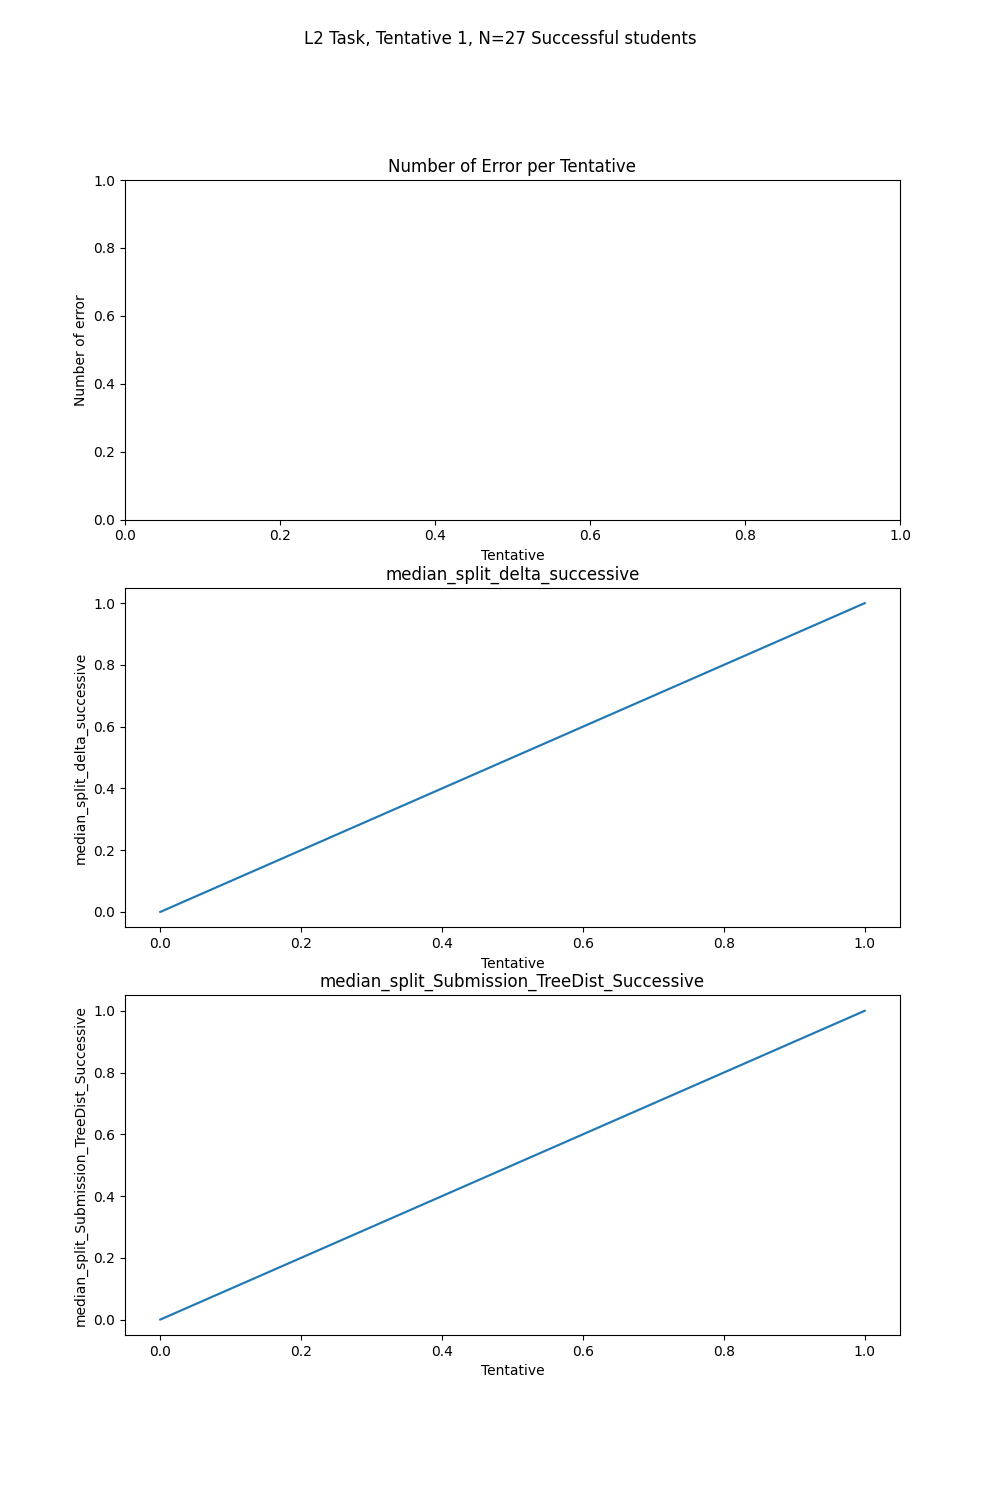 L2 Task, Tentative 1, N=27 Successful students
Number of Error per Tentative
1.0
0.8
0.6
0.4
0.2
0.0
Number of error
0.0 0.2 0.4 0.6 0.8 1.0
Tentative
median_split_delta_successive
1.0
0.8
0.6
0.4
0.2
0.0
median_split_delta_successive
0.0 0.2 0.4 0.6 0.8 1.0
Tentative
median_split_Submission_TreeDist_Successive
1.0
0.8
0.6
0.4
0.2
0.0
median_split_Submission_TreeDist_Successive
0.0 0.2 0.4 0.6 0.8 1.0
Tentative